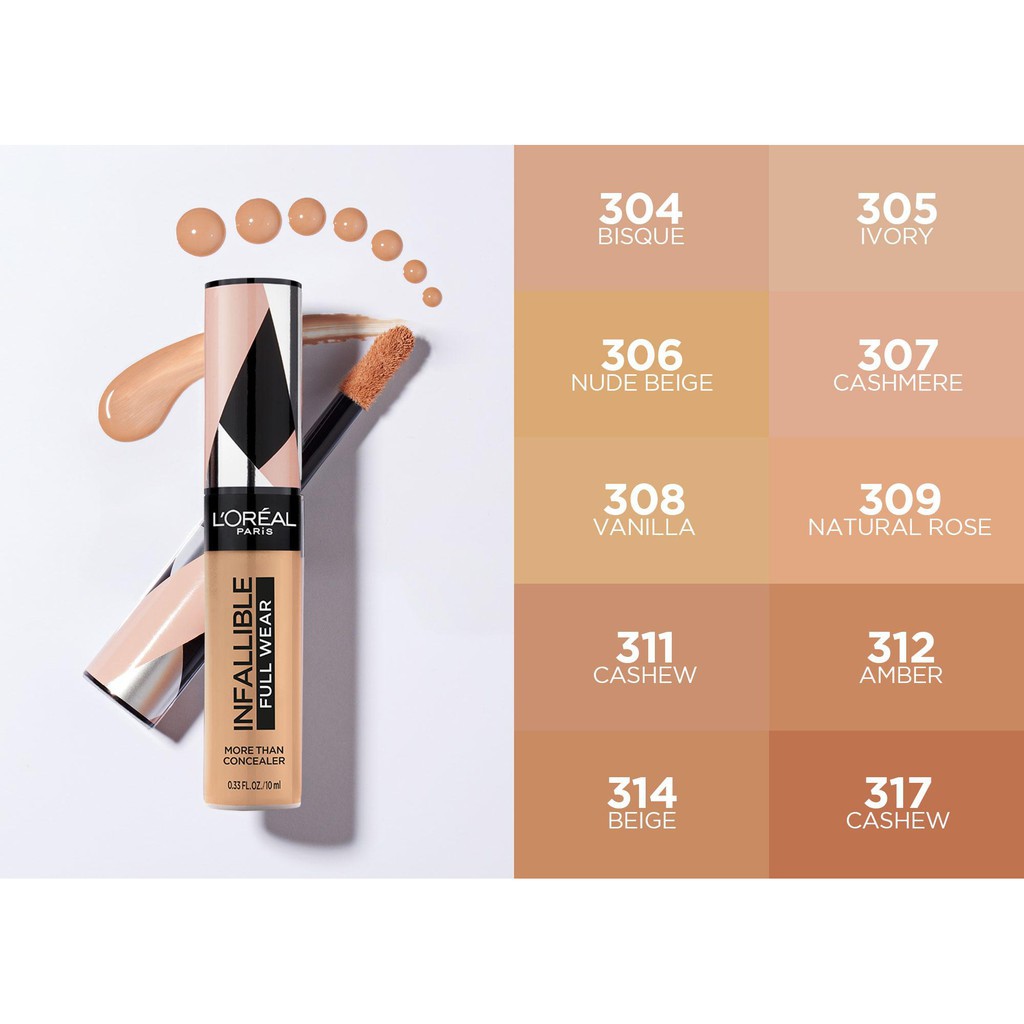 L'ORÉAL
PARiS
INFALLIBLE
FULL WEAR
MORE THAN
CONCEALER
0.33 FL.OZ./10 ml
304
BISQUE
305
IVORY
306
NUDE BEIGE
307
CASHMERE
308
VANILLA
309
NATURAL ROSE
311
CASHEW
312
AMBER
314
BEIGE
317
CASHEW